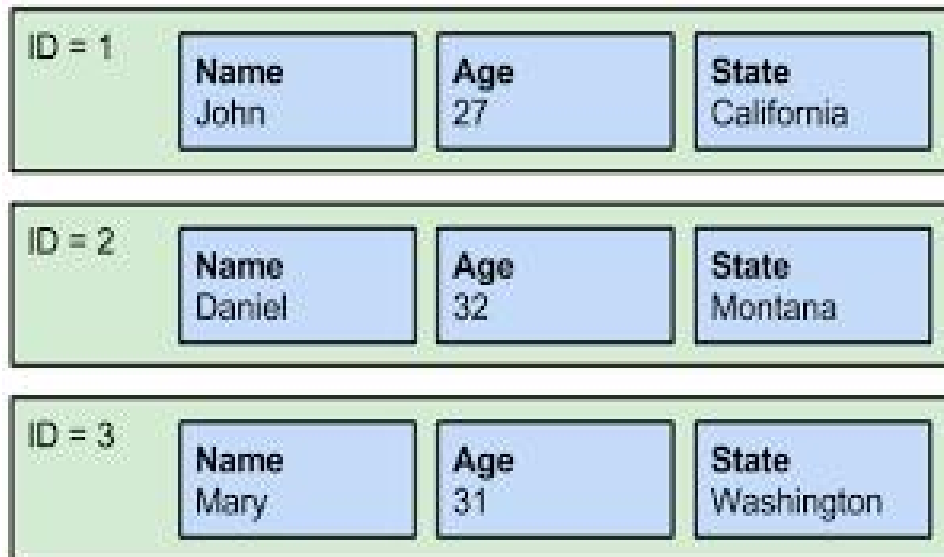 ID = 1
Name
John
Age
27
State
California
ID = 2
Name
Daniel
Age
32
State
Montana
ID = 3
Name
Mary
Age
31
State
Washington